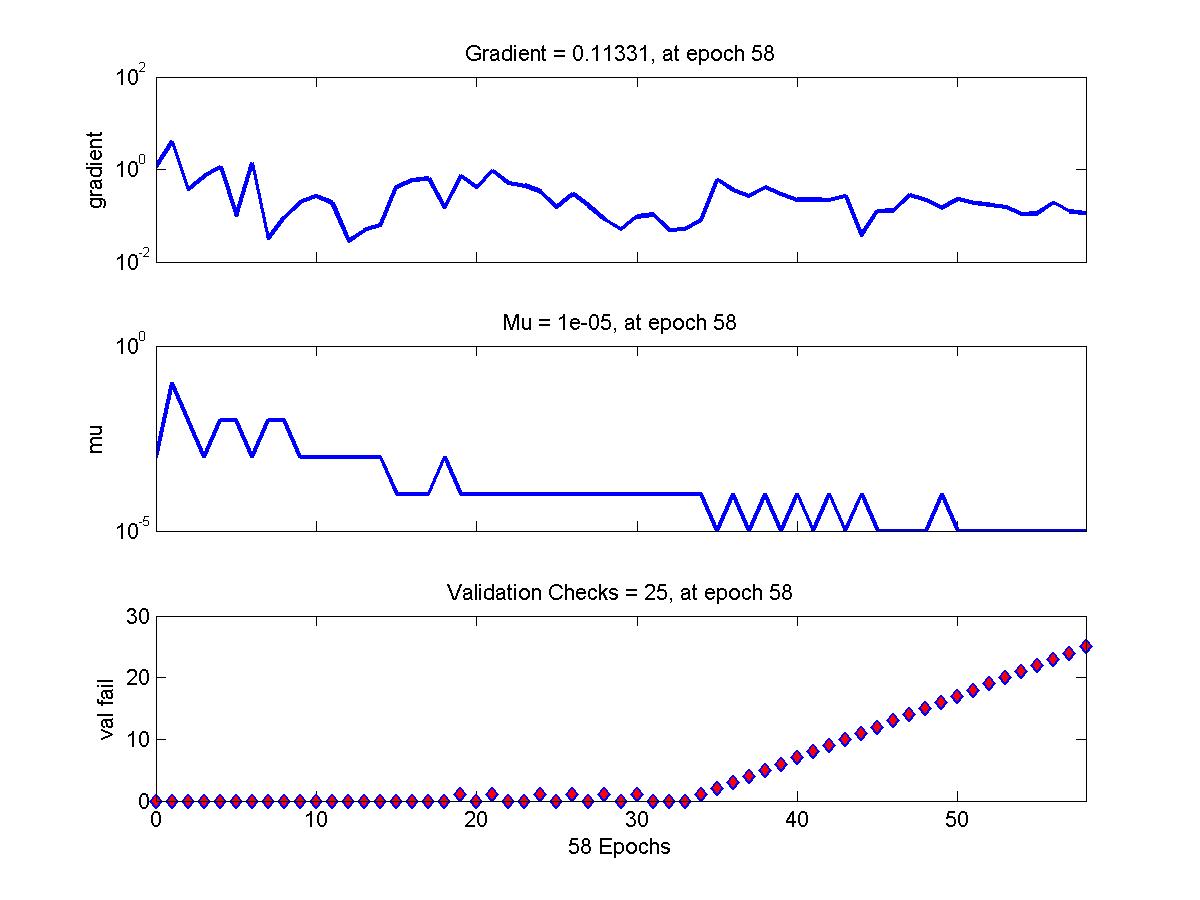 Gradient = 0.11331, at epoch 58
10^2
10^0
10^-2
gradient
Mu = 1e-05, at epoch 58
10^0
10^-5
mu
Validation Checks = 25, at epoch 58
30
20
10
0
val fail
0 10 20 30 40 50
58 Epochs